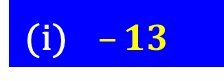 (i) – 13